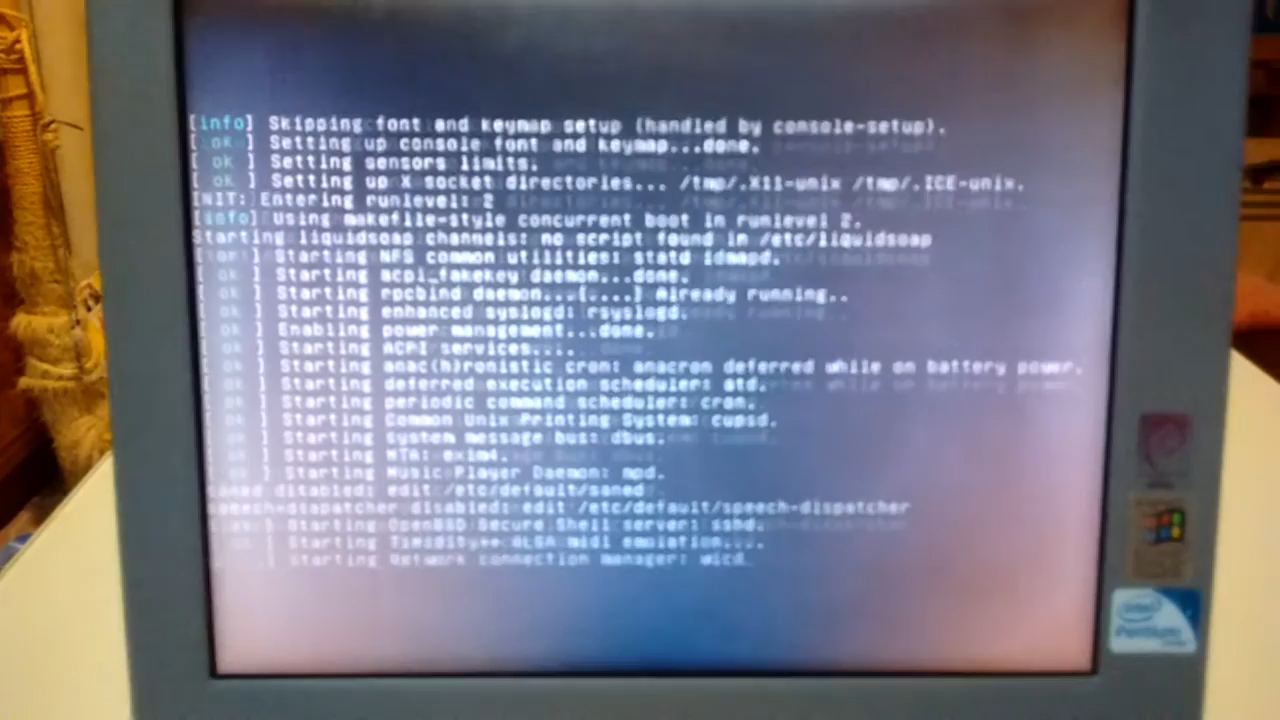 [info] Skipping font and keymap setup (handled by console-setup).
[ ok ] Setting up console font and keymap...done.
[ ok ] Setting sensors limits.
[ ok ] Setting up X socket directories... /tmp/.X11-unix /tmp/.ICE-unix.
INIT: Entering runlevel: 2
[info] Using makefile-style concurrent boot in runlevel 2.
Starting liquidsoap channels: no script found in /etc/liquidsoap
Starting NFS common utilities: statd idmapd.
[ ok ] Starting acpi_fakekey daemon...done.
[ ok ] Starting rpcbind daemon...[....] Already running..
[ ok ] Starting enhanced syslogd: rsyslogd.
[ ok ] Enabling power management...done.
[ ok ] Starting ACPI services....
[ ok ] Starting anac(h)ronistic cron: anacron deferred while on battery power.
[ ok ] Starting deferred execution scheduler: atd.
[ ok ] Starting periodic command scheduler: cron.
[ ok ] Starting Common Unix Printing System: cupsd.
[ ok ] Starting system message bus: dbus.
[ ok ] Starting MTA: exim4.
[ ok ] Starting Music Player Daemon: mpd.
saned disabled: edit /etc/default/saned
speech-dispatcher disabled: edit /etc/default/speech-dispatcher
[ ok ] Starting OpenBSD Secure Shell server: sshd.
[ ok ] Starting TiMidity++ ALSA midi emulation....
Starting Network connection manager: wicd.
intel
Pentium